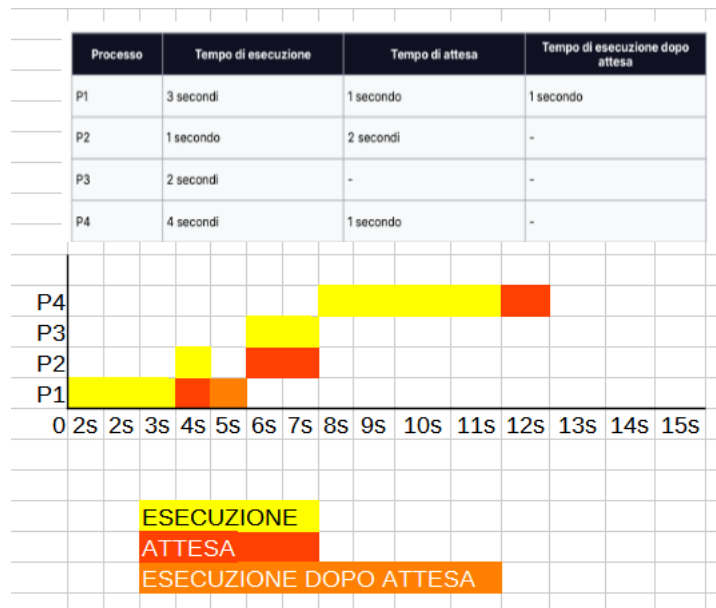 Processo Tempo di esecuzione Tempo di attesa Tempo di esecuzione dopo attesa
P1 3 secondi 1 secondo 1 secondo
P2 1 secondo 2 secondi -
P3 2 secondi - -
P4 4 secondi 1 secondo -
P4
P3
P2
P1
0 2s 2s 3s 4s 5s 6s 7s 8s 9s 10s 11s 12s 13s 14s 15s
ESECUZIONE
ATTESA
ESECUZIONE DOPO ATTESA